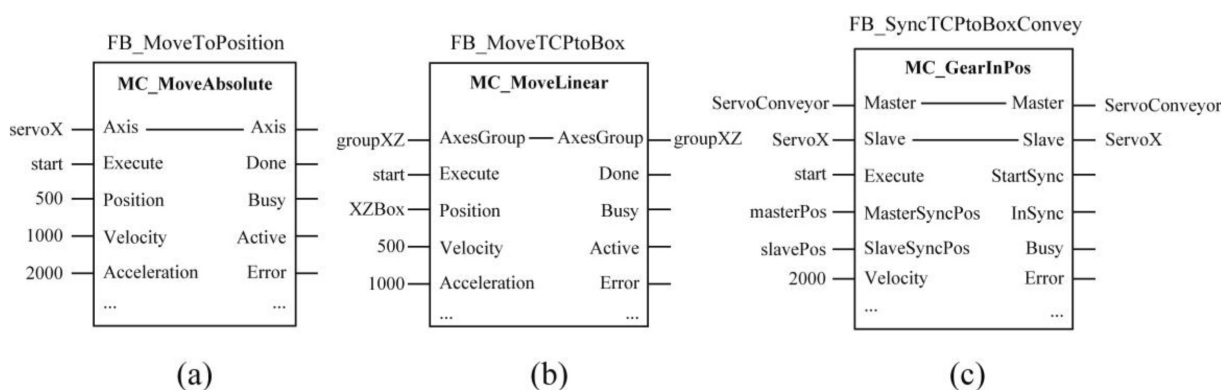 FB_MoveToPosition
MC_MoveAbsolute
servoX Axis Axis
start Execute Done
500 Position Busy
1000 Velocity Active
2000 Acceleration Error
...
...
(a)
FB_MoveTCPtoBox
MC_MoveLinear
groupXZ AxesGroup AxesGroup groupXZ
start Execute Done
XZBox Position Busy
500 Velocity Active
1000 Acceleration Error
...
...
(b)
FB_SyncTCPtoBoxConvey
MC_GearInPos
ServoConveyor Master Master ServoConveyor
ServoX Slave Slave ServoX
start Execute StartSync
masterPos MasterSyncPos InSync
slavePos SlaveSyncPos Busy
2000 Velocity Error
...
...
(c)